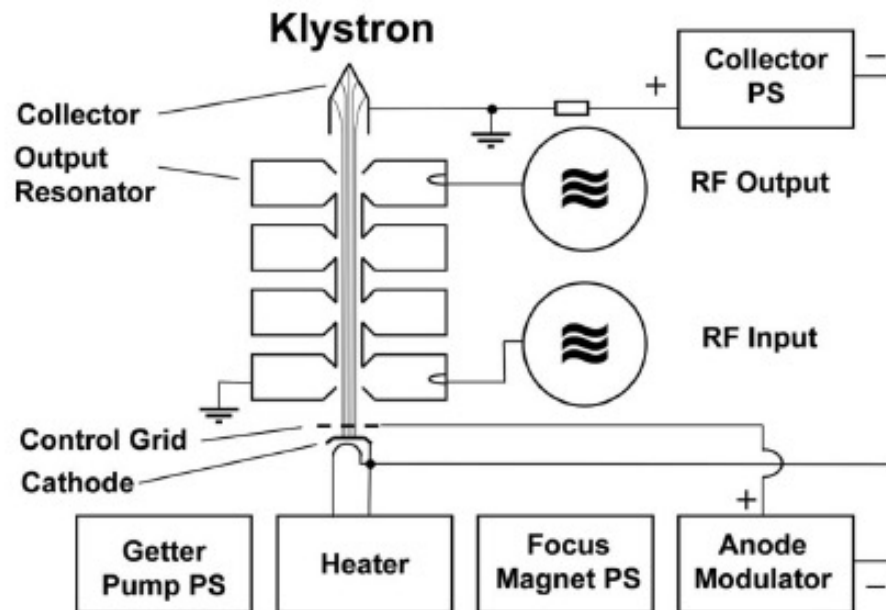 Klystron
Collector
Output
Resonator
+
Collector
PS
−
RF Output
RF Input
Control Grid
Cathode
+
Getter
Pump PS
Heater
Focus
Magnet PS
Anode
Modulator
−